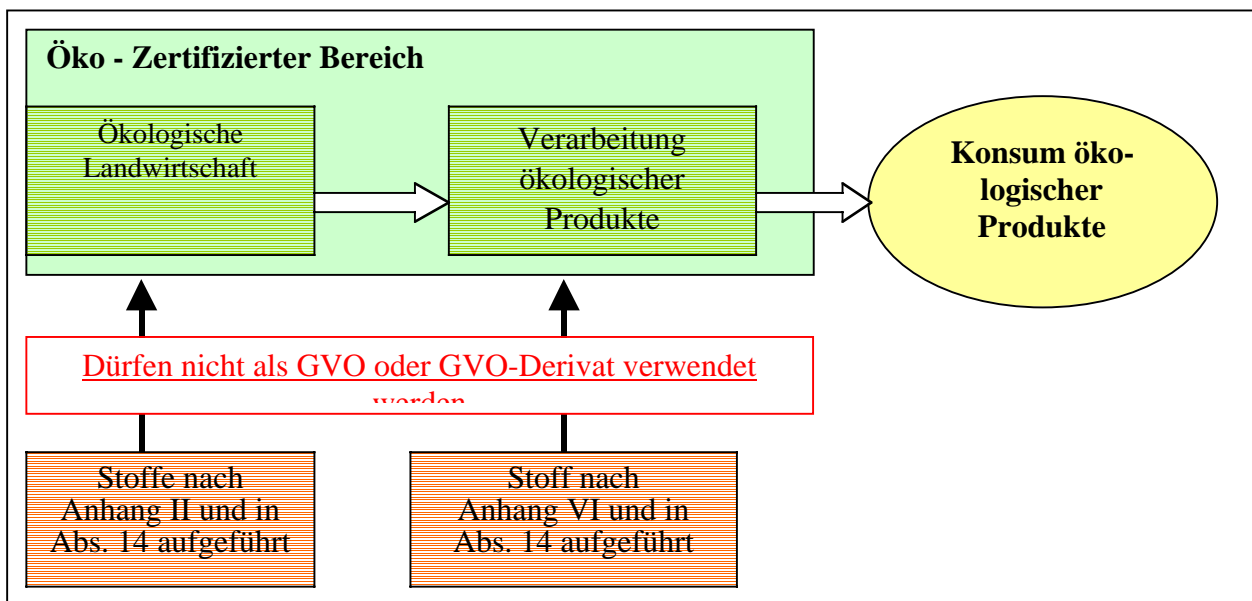 Öko - Zertifizierter Bereich
Ökologische
Landwirtschaft
Verarbeitung
ökologischer
Produkte
Konsum öko-
logischer
Produkte
Dürfen nicht als GVO oder GVO-Derivat verwendet
werden
Stoffe nach
Anhang II und in
Abs. 14 aufgeführt
Stoff nach
Anhang VI und in
Abs. 14 aufgeführt